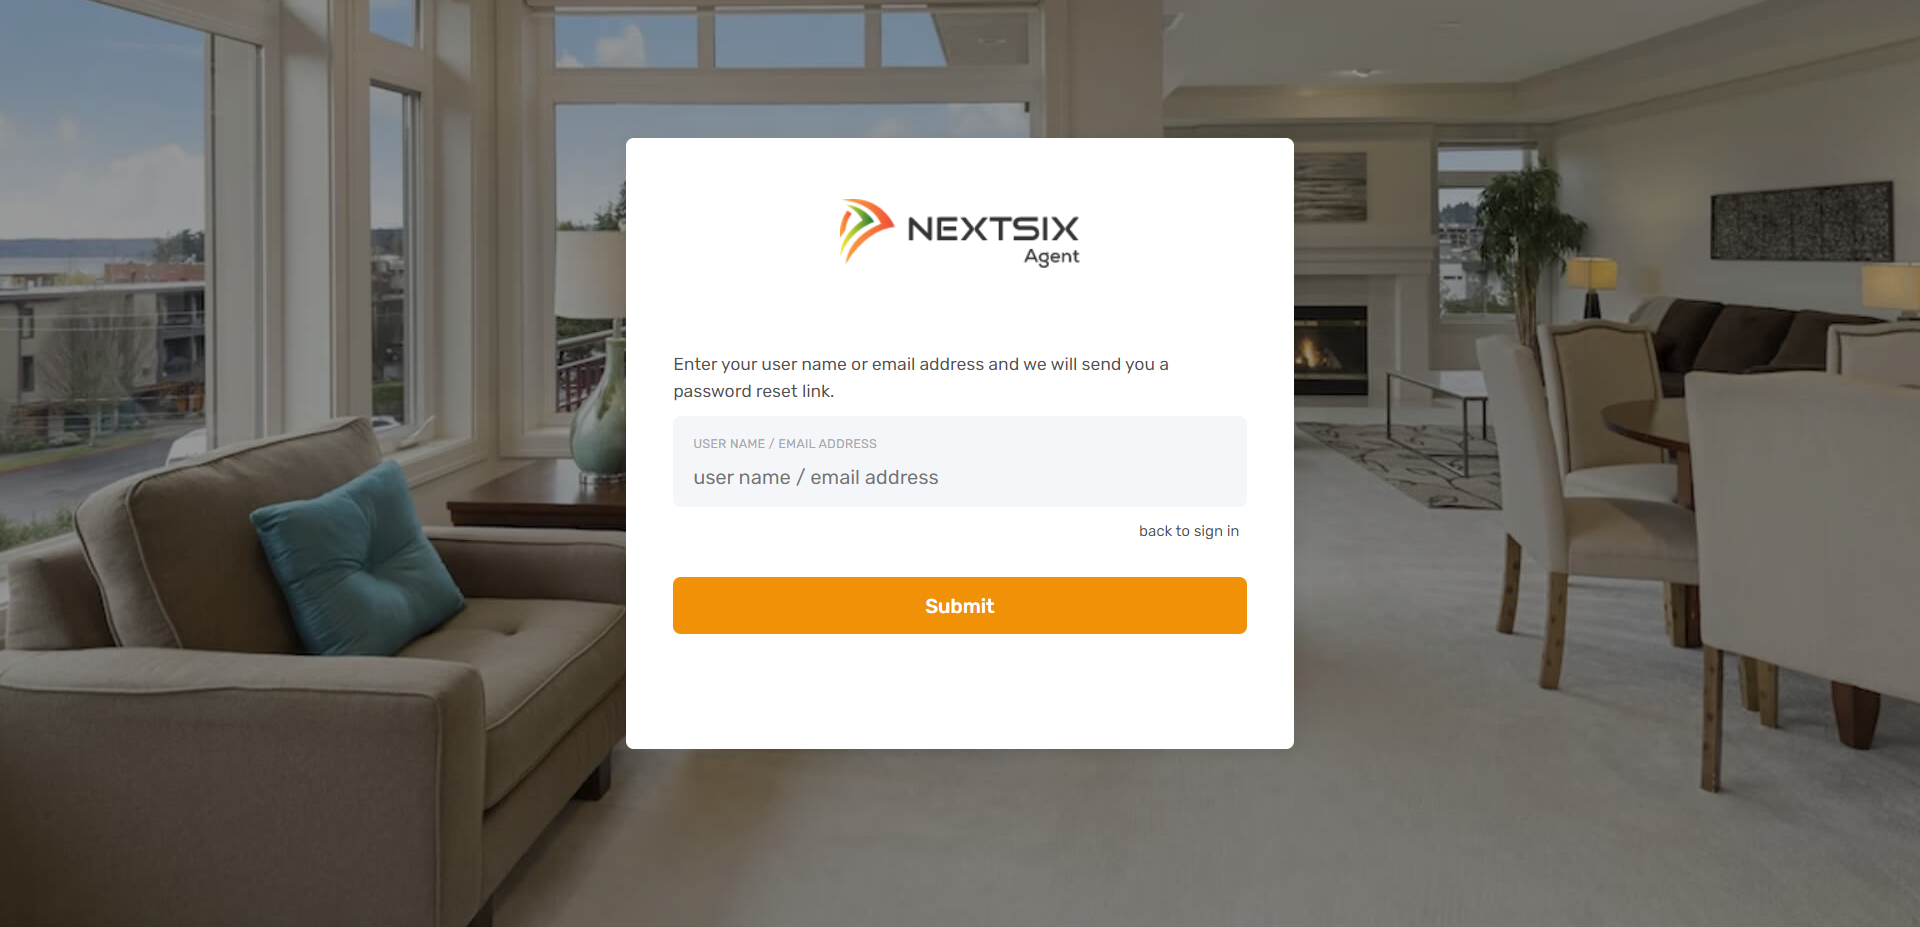 NEXTSIX
Agent
Enter your user name or email address and we will send you a
password reset link.
USER NAME / EMAIL ADDRESS
user name / email address
back to sign in
Submit